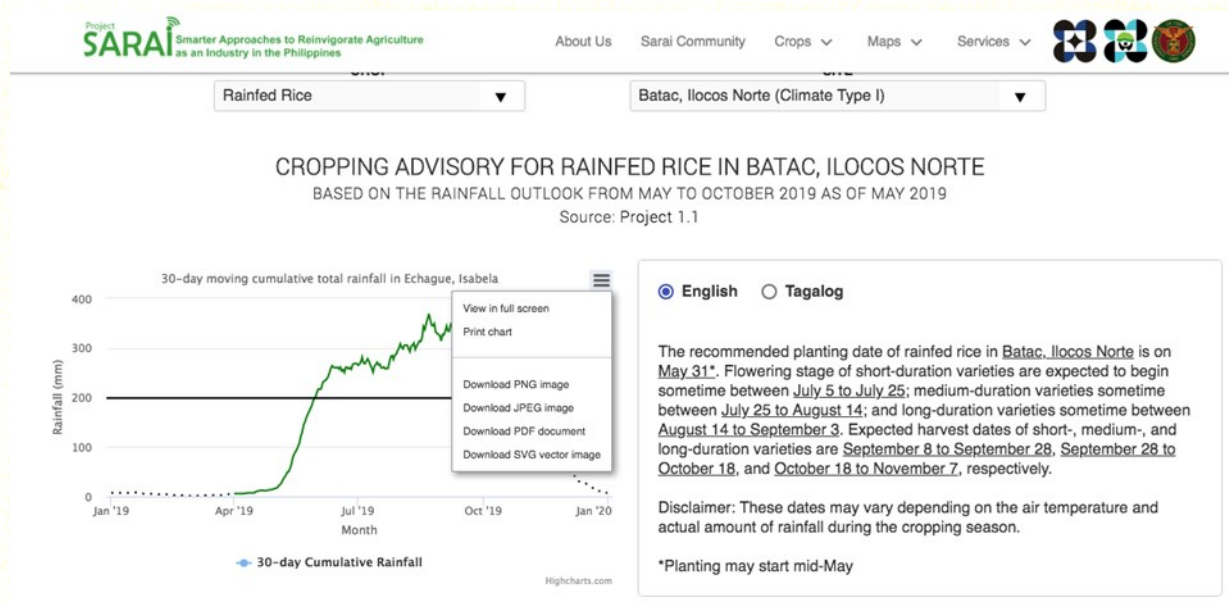 Project
SARAI Smarter Approaches to Reinvigorate Agriculture
as an Industry in the Philippines
About Us Sarai Community Crops Maps Services
Rainfed Rice
Batac, Ilocos Norte (Climate Type I)
CROPPING ADVISORY FOR RAINFED RICE IN BATAC, ILOCOS NORTE
BASED ON THE RAINFALL OUTLOOK FROM MAY TO OCTOBER 2019 AS OF MAY 2019
Source: Project 1.1
30-day moving cumulative total rainfall in Echague, Isabela
400
300
200
100
0
Rainfall (mm)
Jan '19 Apr '19 Jul '19 Oct '19 Jan '20
Month
30-day Cumulative Rainfall
Highcharts.com
View in full screen
Print chart
Download PNG image
Download JPEG image
Download PDF document
Download SVG vector image
English Tagalog
The recommended planting date of rainfed rice in Batac, Ilocos Norte is on
May 31*. Flowering stage of short-duration varieties are expected to begin
sometime between July 5 to July 25; medium-duration varieties sometime
between July 25 to August 14; and long-duration varieties sometime between
August 14 to September 3. Expected harvest dates of short-, medium-, and
long-duration varieties are September 8 to September 28, September 28 to
October 18, and October 18 to November 7, respectively.
Disclaimer: These dates may vary depending on the air temperature and
actual amount of rainfall during the cropping season.
*Planting may start mid-May